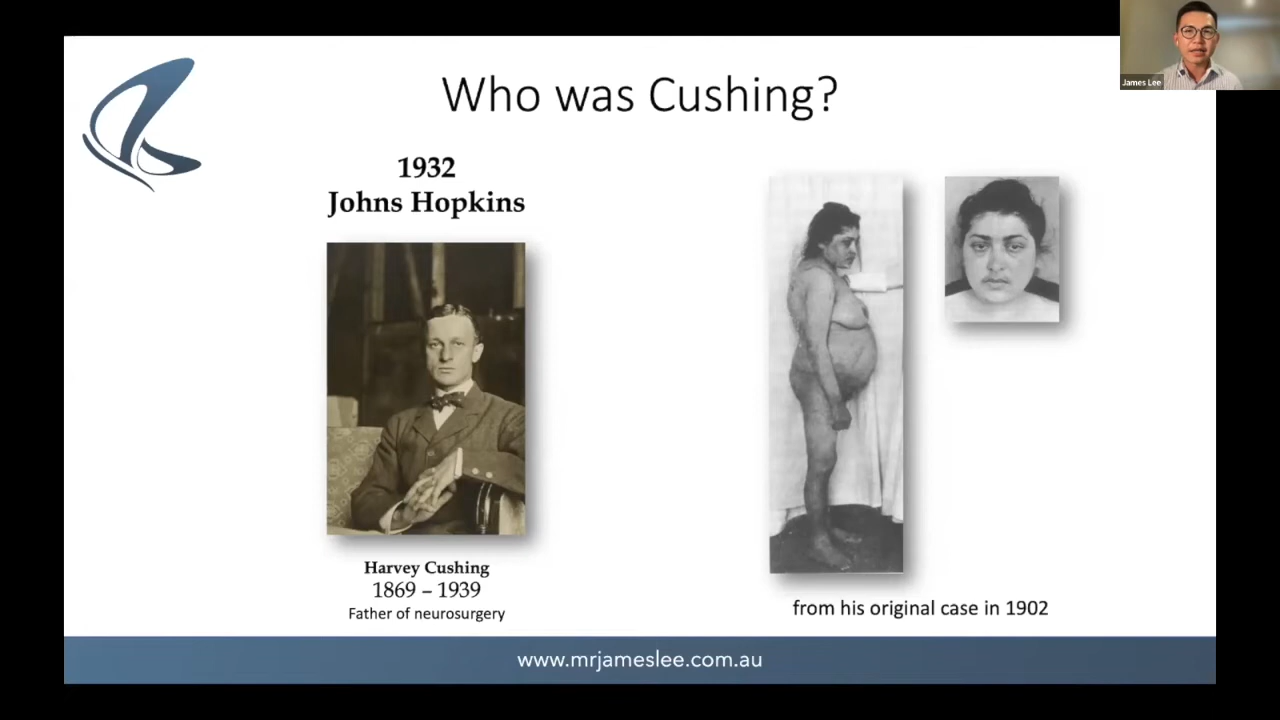 Who was Cushing?
1932
Johns Hopkins
Harvey Cushing
1869 – 1939
Father of neurosurgery
from his original case in 1902
www.mrjameslee.com.au
James Lee